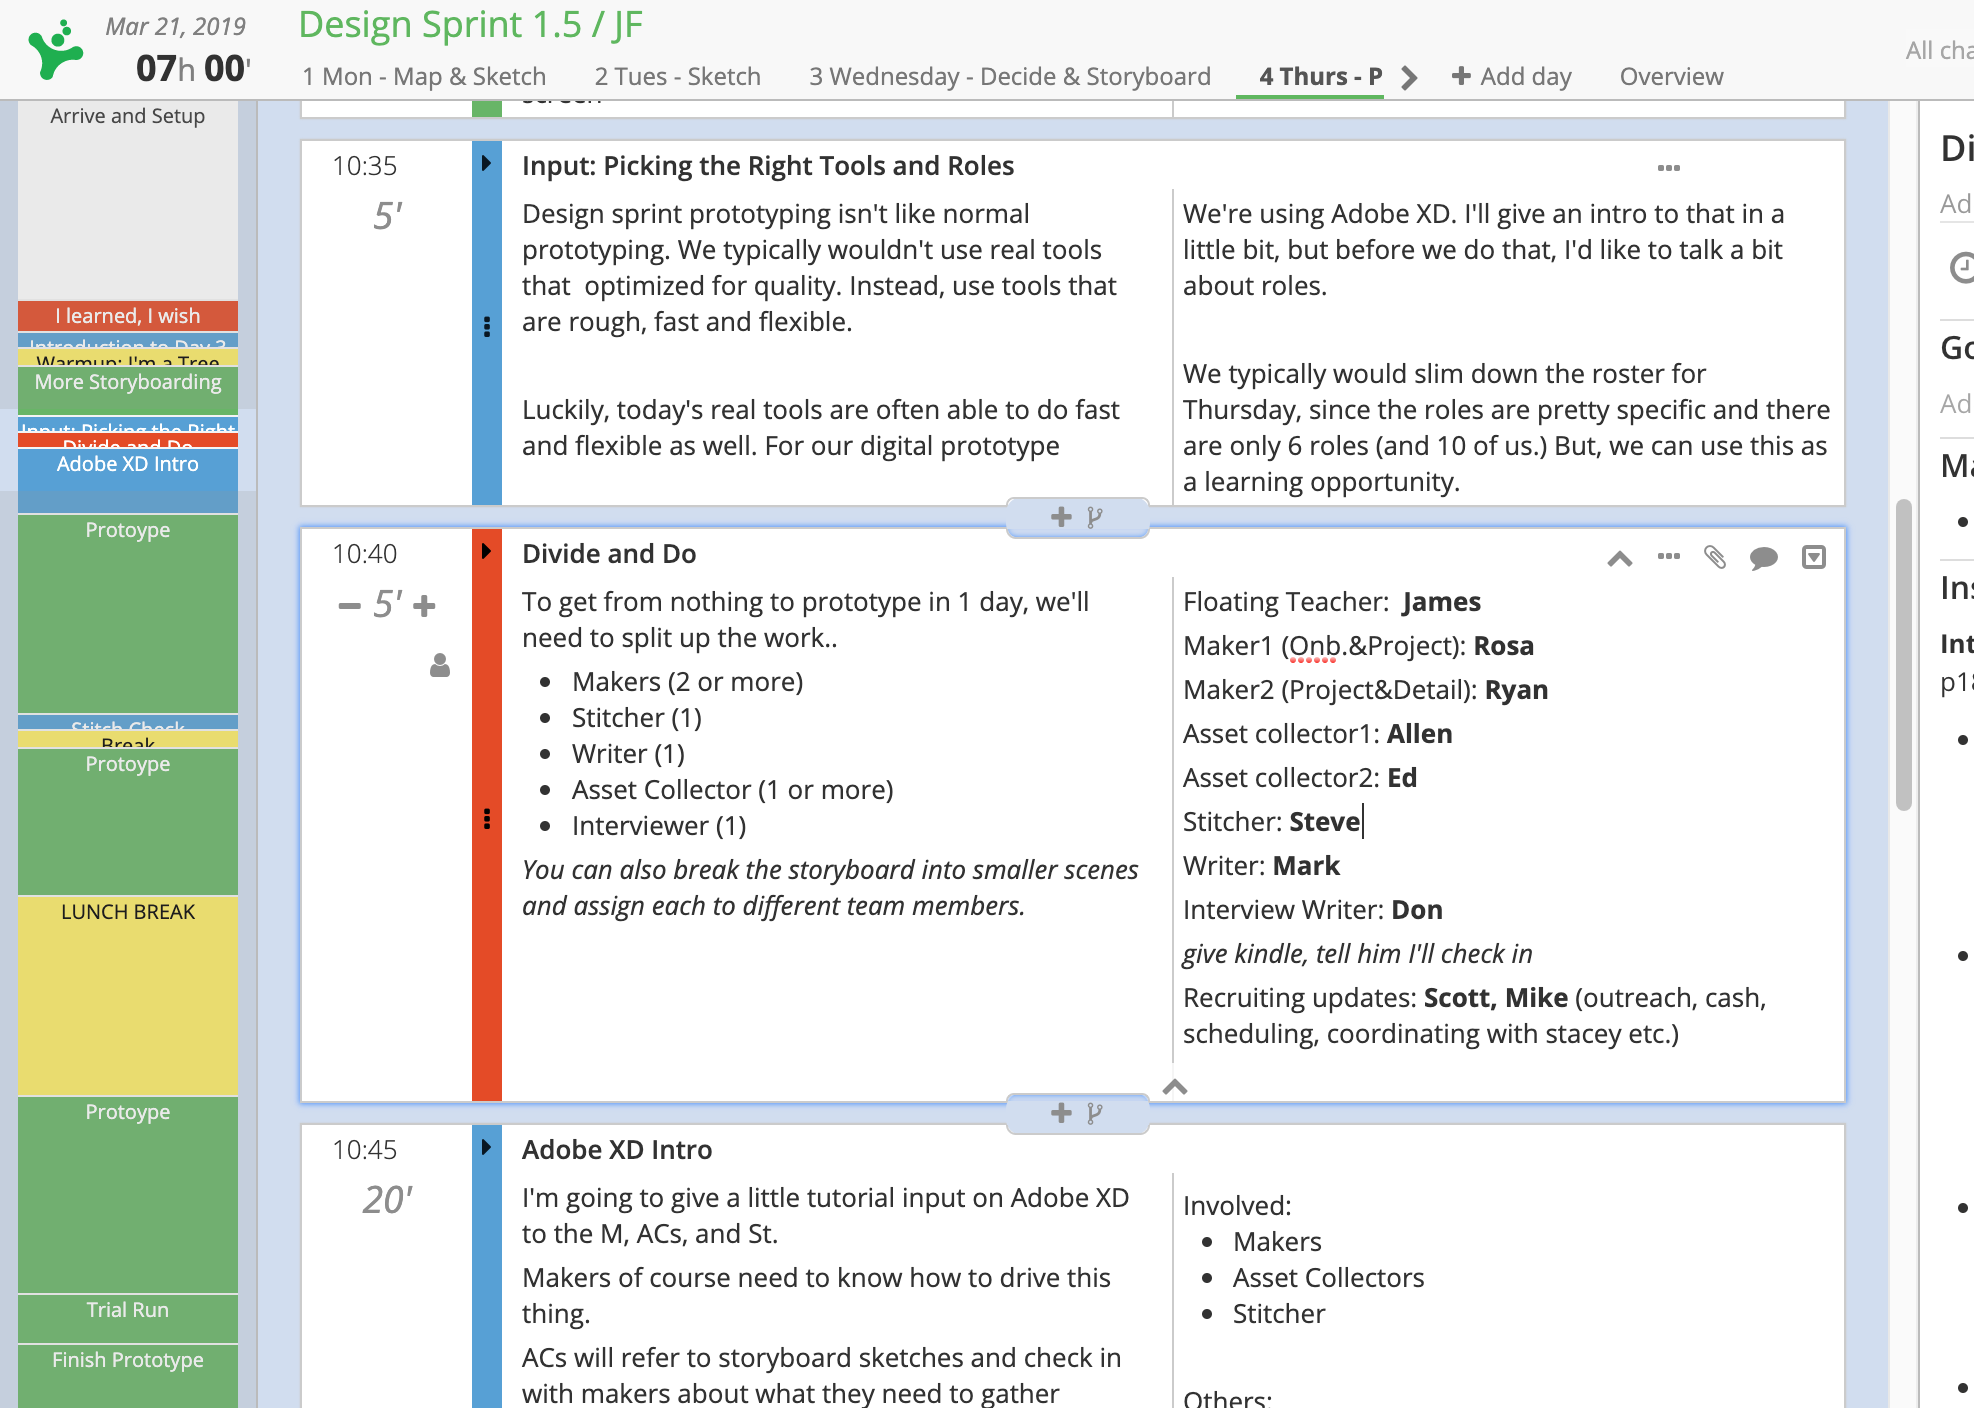 Mar 21, 2019
07h 00'
Design Sprint 1.5 / JF
1 Mon - Map & Sketch
2 Tues - Sketch
3 Wednesday - Decide & Storyboard
4 Thurs - P
Add day
Overview
All cha
Arrive and Setup
I learned, I wish
Introduction to Day 3
Warmup: I'm a Tree
More Storyboarding
Input: Picking the Right
Divide and Do
Adobe XD Intro
Protoype
Stitch Check
Break
Protoype
LUNCH BREAK
Protoype
Trial Run
Finish Prototype
screen
10:35
5'
Input: Picking the Right Tools and Roles
Design sprint prototyping isn't like normal
prototyping. We typically wouldn't use real tools
that  optimized for quality. Instead, use tools that
are rough, fast and flexible.
Luckily, today's real tools are often able to do fast
and flexible as well. For our digital prototype
We're using Adobe XD. I'll give an intro to that in a
little bit, but before we do that, I'd like to talk a bit
about roles.
We typically would slim down the roster for
Thursday, since the roles are pretty specific and there
are only 6 roles (and 10 of us.) But, we can use this as
a learning opportunity.
10:40
5'
Divide and Do
To get from nothing to prototype in 1 day, we'll
need to split up the work..
• Makers (2 or more)
• Stitcher (1)
• Writer (1)
• Asset Collector (1 or more)
• Interviewer (1)
You can also break the storyboard into smaller scenes
and assign each to different team members.
Floating Teacher:  James
Maker1 (Onb.&Project): Rosa
Maker2 (Project&Detail): Ryan
Asset collector1: Allen
Asset collector2: Ed
Stitcher: Steve
Writer: Mark
Interview Writer: Don
give kindle, tell him I'll check in
Recruiting updates: Scott, Mike (outreach, cash,
scheduling, coordinating with stacey etc.)
10:45
20'
Adobe XD Intro
I'm going to give a little tutorial input on Adobe XD
to the M, ACs, and St.
Makers of course need to know how to drive this
thing.
ACs will refer to storyboard sketches and check in
with makers about what they need to gather
Involved:
• Makers
• Asset Collectors
• Stitcher
Others:
Di
Ad
Go
Ad
Ma
Ins
Int
p18